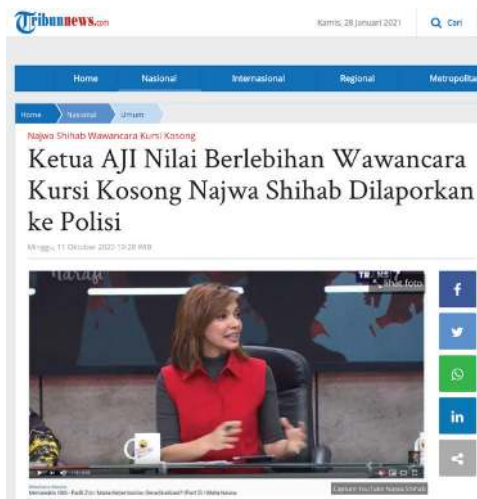 Tribunnews.com
Kamis, 28 Januari 2021
Cari
Home Nasional Internasional Regional Metropolita
Home Nasional Umum
Najwa Shihab Wawancara Kursi Kosong
Ketua AJI Nilai Berlebihan Wawancara
Kursi Kosong Najwa Shihab Dilaporkan
ke Polisi
Minggu, 11 Oktober 2020 19:28 WIB
lihat foto
Capture YouTube Najwa Shihab